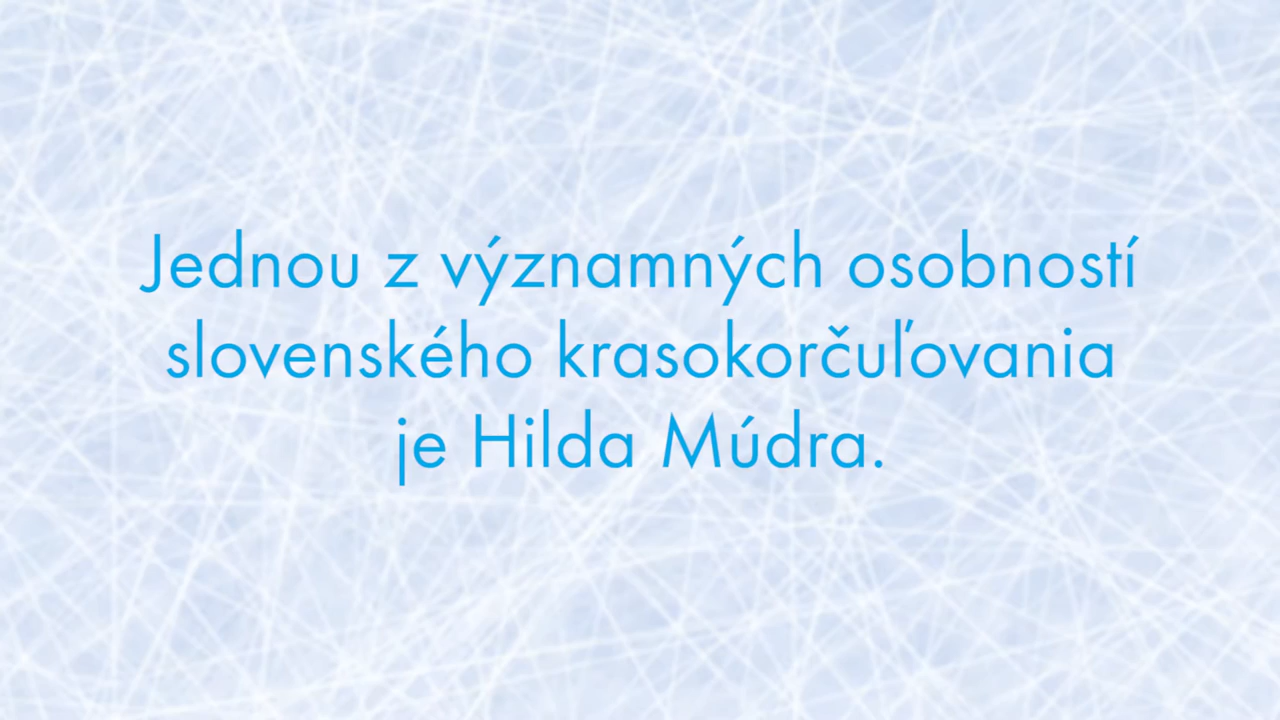 Jednou z významných osobností
slovenského krasokorčuľovania
je Hilda Múdra.